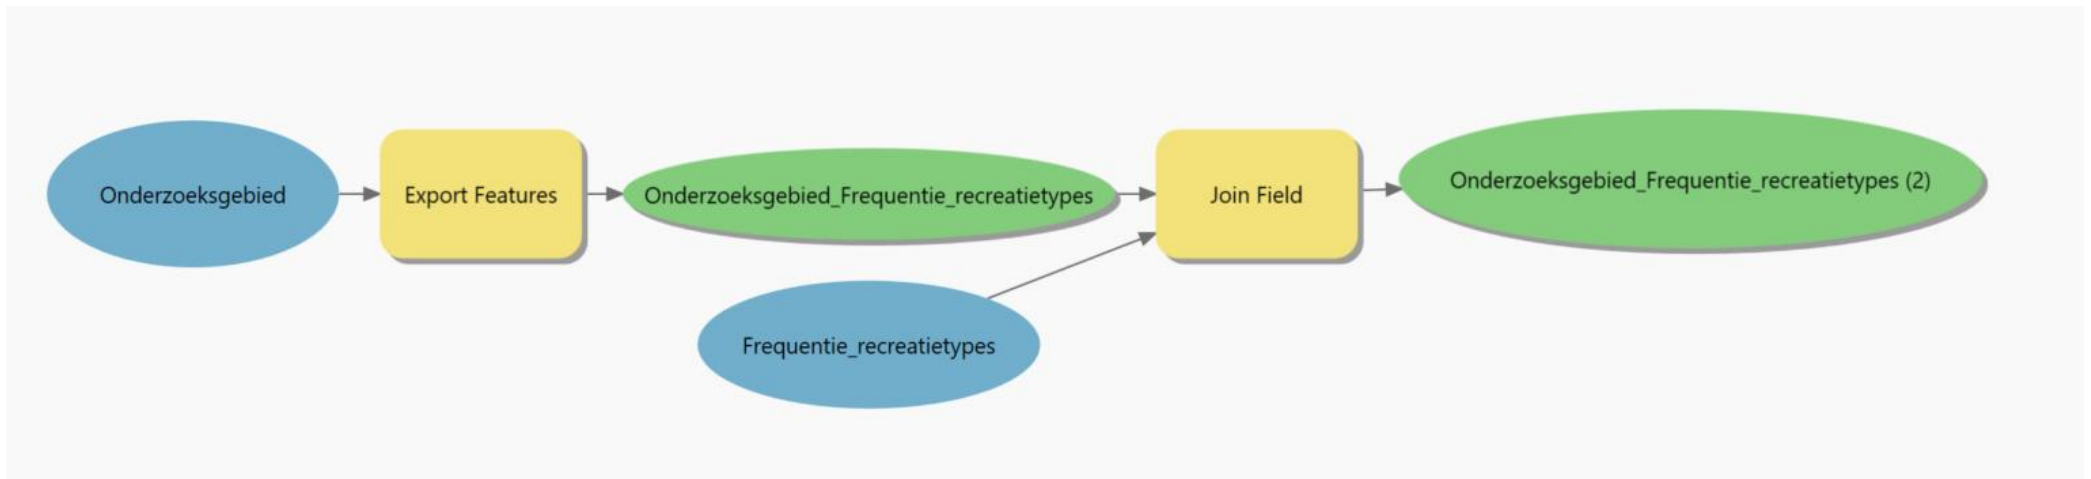 Onderzoeksgebied
Export Features
Onderzoeksgebied_Frequentie_recreatietypes
Join Field
Onderzoeksgebied_Frequentie_recreatietypes (2)
Frequentie_recreatietypes